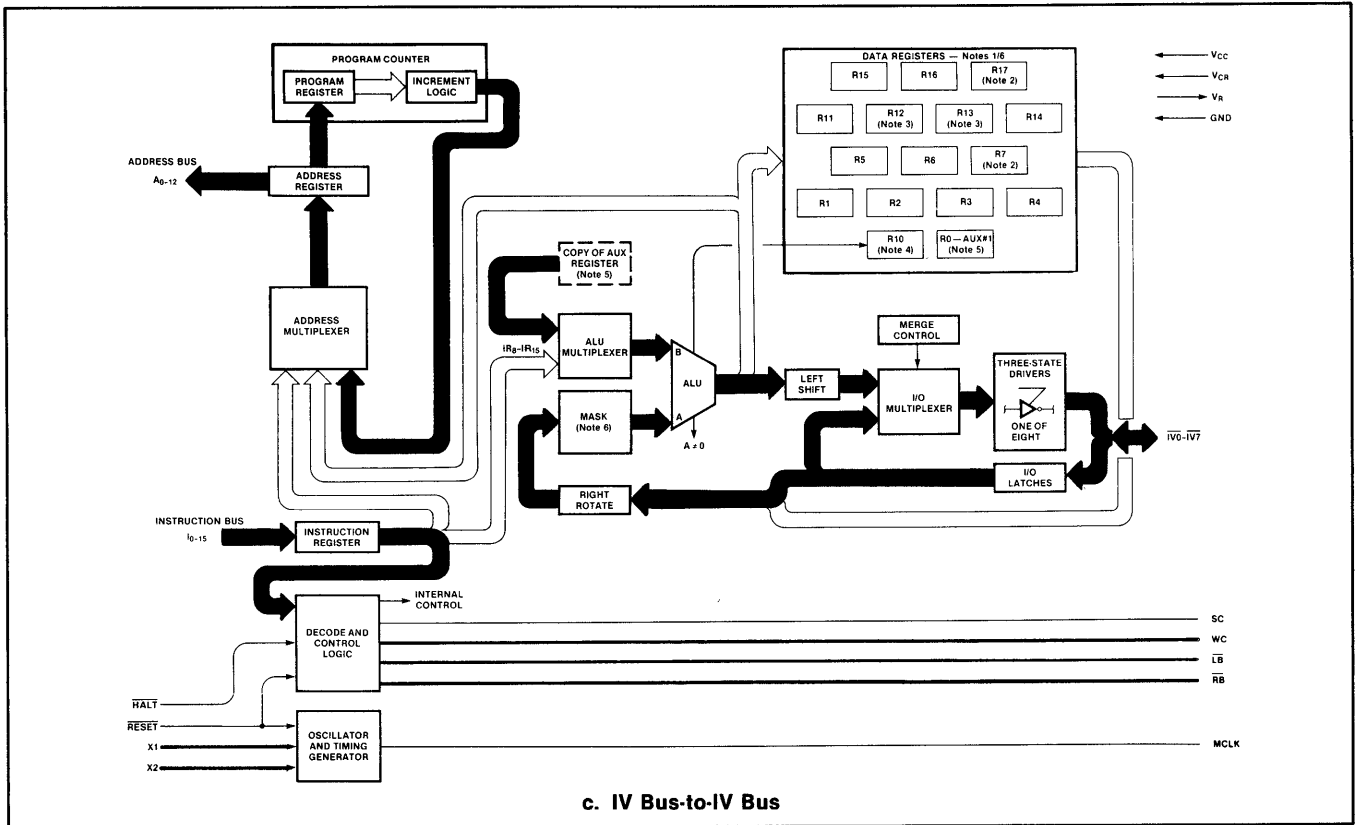 PROGRAM COUNTER
PROGRAM
REGISTER
INCREMENT
LOGIC
ADDRESS BUS
A0-12
ADDRESS
REGISTER
ADDRESS
MULTIPLEXER
DATA REGISTERS — Notes 1/6
R15
R16
R17
(Note 2)
R11
R12
(Note 3)
R13
(Note 3)
R14
R5
R6
R7
(Note 2)
R1
R2
R3
R4
R10
(Note 4)
R0—AUX#1
(Note 5)
VCC
VCR
VR
GND
COPY OF AUX
REGISTER
(Note 5)
IR8–IR15
ALU
MULTIPLEXER
MASK
(Note 6)
B
ALU
A
A ≠ 0
LEFT
SHIFT
MERGE
CONTROL
I/O
MULTIPLEXER
THREE-STATE
DRIVERS
ONE OF
EIGHT
IV0–IV7
I/O
LATCHES
RIGHT
ROTATE
INSTRUCTION BUS
I0-15
INSTRUCTION
REGISTER
INTERNAL
CONTROL
DECODE AND
CONTROL
LOGIC
SC
WC
LB
RB
HALT
RESET
X1
X2
OSCILLATOR
AND TIMING
GENERATOR
MCLK
c. IV Bus-to-IV Bus